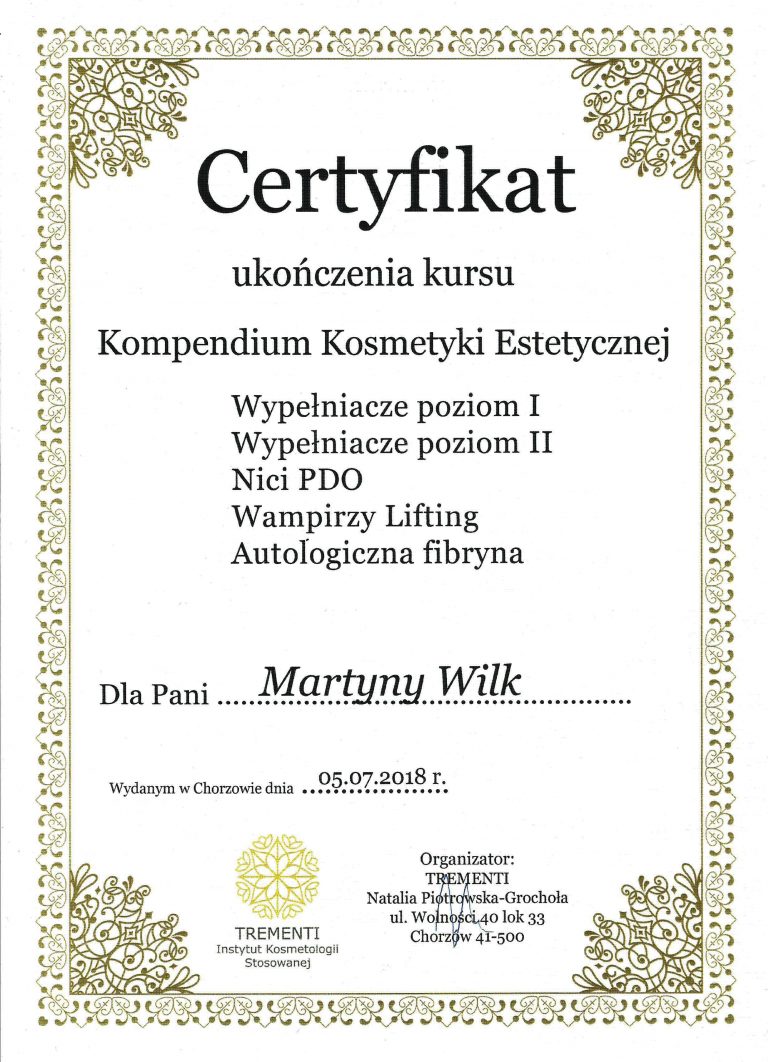 Certyfikat
ukończenia kursu
Kompendium Kosmetyki Estetycznej
Wypełniacze poziom I
Wypełniacze poziom II
Nici PDO
Wampirzy Lifting
Autologiczna fibryna
Dla Pani ...... Martyny Wilk ......
Wydanym w Chorzowie dnia ..05.07.2018 r.
TREMENTI
Instytut Kosmetologii
Stosowanej
Organizator:
TREMENTI
Natalia Piotrowska-Grochoła
ul. Wolności 40 lok 33
Chorzów 41-500